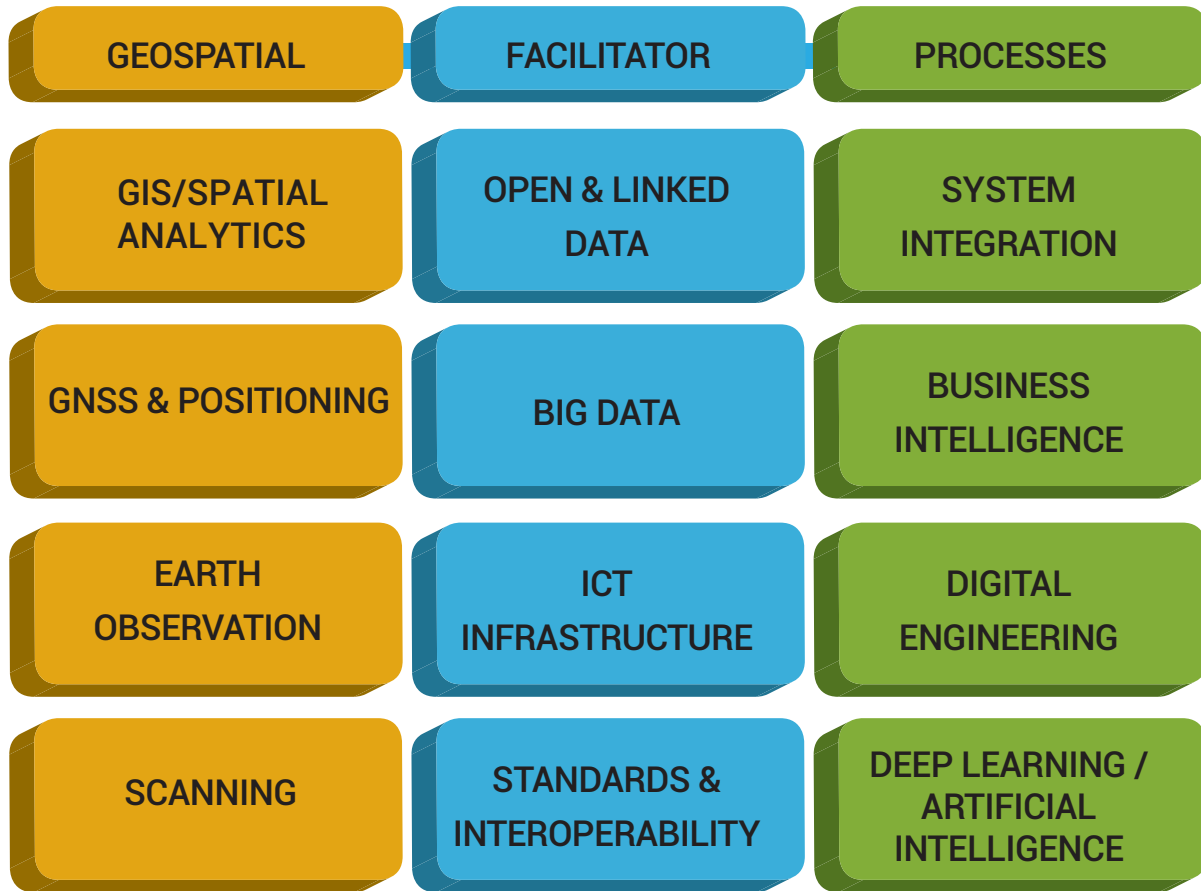 GEOSPATIAL
FACILITATOR
PROCESSES
GIS/SPATIAL
ANALYTICS
OPEN & LINKED
DATA
SYSTEM
INTEGRATION
GNSS & POSITIONING
BIG DATA
BUSINESS
INTELLIGENCE
EARTH
OBSERVATION
ICT
INFRASTRUCTURE
DIGITAL
ENGINEERING
SCANNING
STANDARDS &
INTEROPERABILITY
DEEP LEARNING /
ARTIFICIAL
INTELLIGENCE